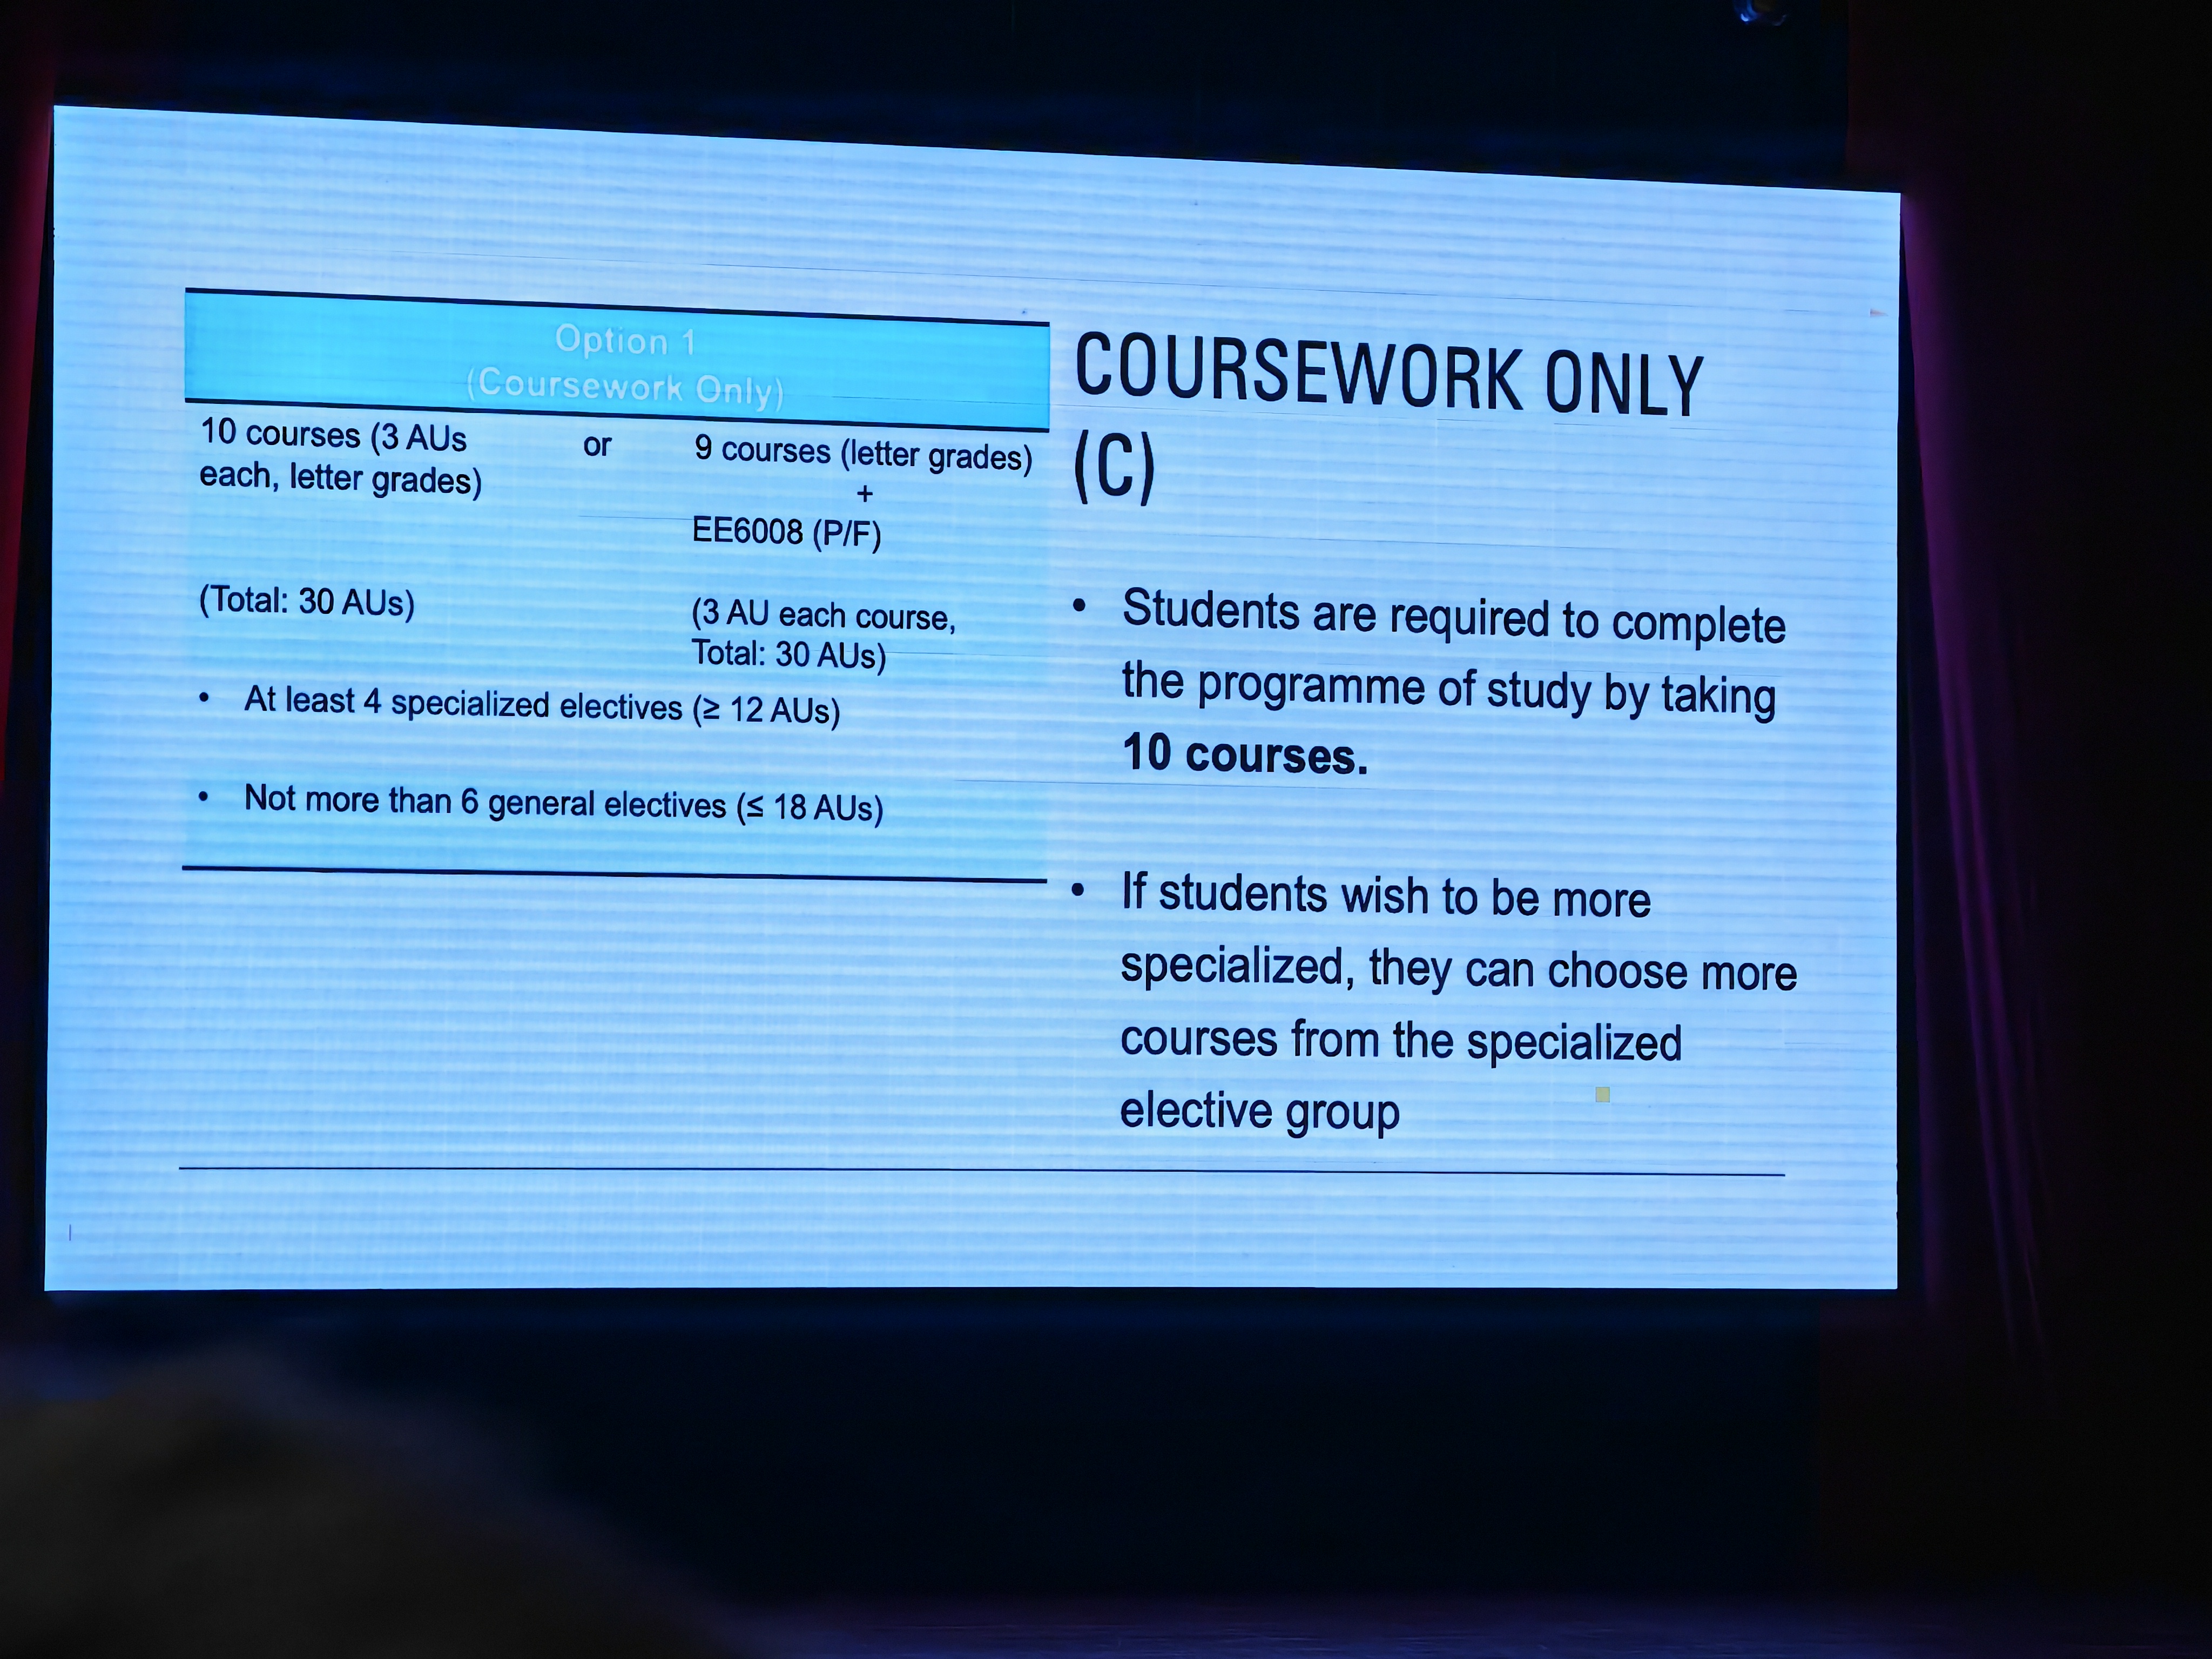 Option 1
(Coursework Only)
10 courses (3 AUs
each, letter grades)
or
9 courses (letter grades)
+
EE6008 (P/F)
(Total: 30 AUs)
(3 AU each course,
Total: 30 AUs)
• At least 4 specialized electives (≥ 12 AUs)
• Not more than 6 general electives (≤ 18 AUs)
COURSEWORK ONLY
(C)
• Students are required to complete
the programme of study by taking
10 courses.
• If students wish to be more
specialized, they can choose more
courses from the specialized
elective group